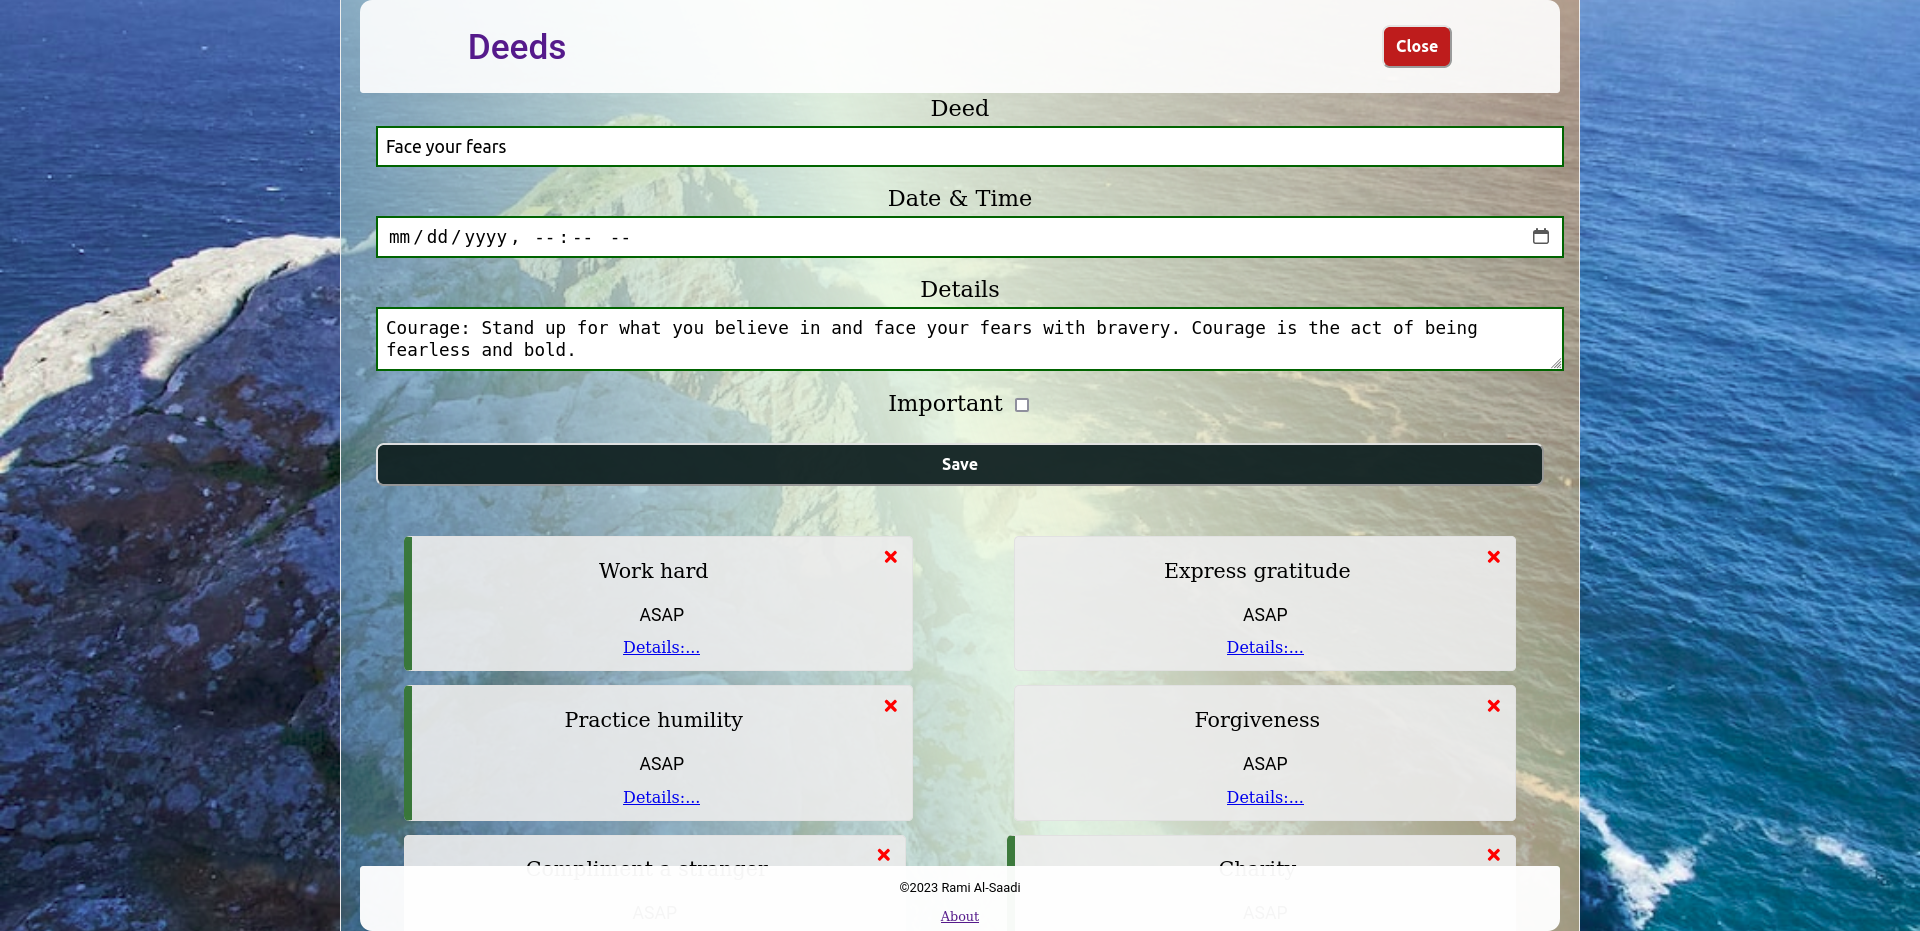 Deeds
Close
Deed
Face your fears
Date & Time
mm/dd/yyyy, --:-- --
Details
Courage: Stand up for what you believe in and face your fears with bravery. Courage is the act of being
fearless and bold.
Important
Save
Work hard
ASAP
Details:...
Express gratitude
ASAP
Details:...
Practice humility
ASAP
Details:...
Forgiveness
ASAP
Details:...
Compliment a stranger
ASAP
Charity
ASAP
©2023 Rami Al-Saadi
About